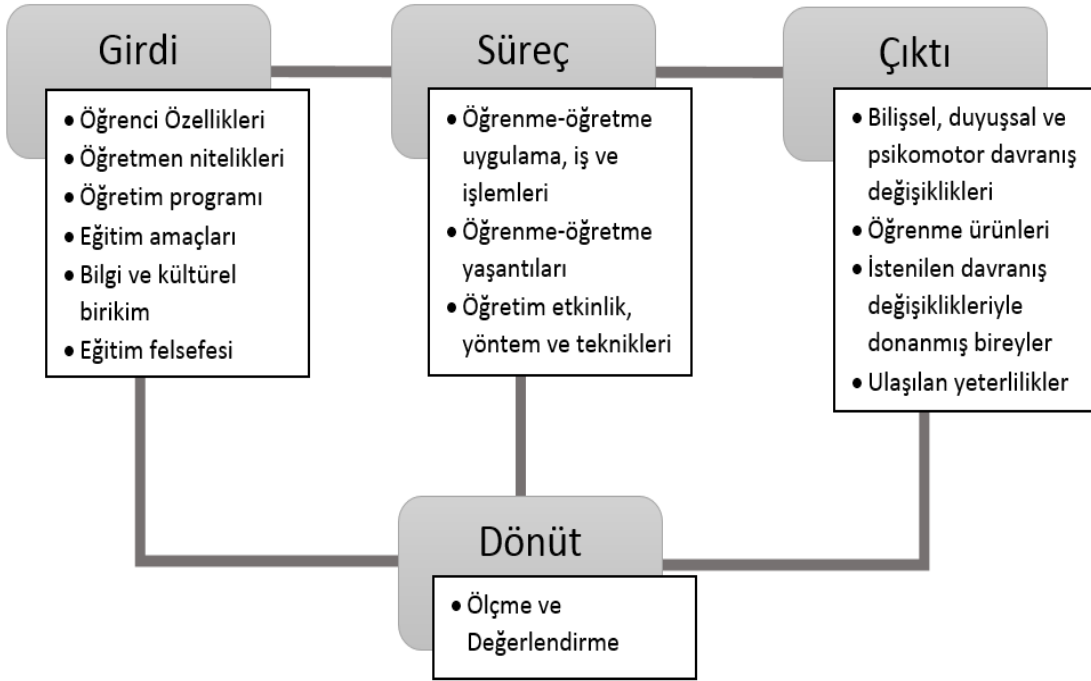 Girdi
• Öğrenci Özellikleri
• Öğretmen nitelikleri
• Öğretim programı
• Eğitim amaçları
• Bilgi ve kültürel
birikim
• Eğitim felsefesi
Süreç
• Öğrenme-öğretme
uygulama, iş ve
işlemleri
• Öğrenme-öğretme
yaşantıları
• Öğretim etkinlik,
yöntem ve teknikleri
Çıktı
• Bilişsel, duyuşsal ve
psikomotor davranış
değişiklikleri
• Öğrenme ürünleri
• İstenilen davranış
değişiklikleriyle
donanmış bireyler
• Ulaşılan yeterlilikler
Dönüt
• Ölçme ve
Değerlendirme